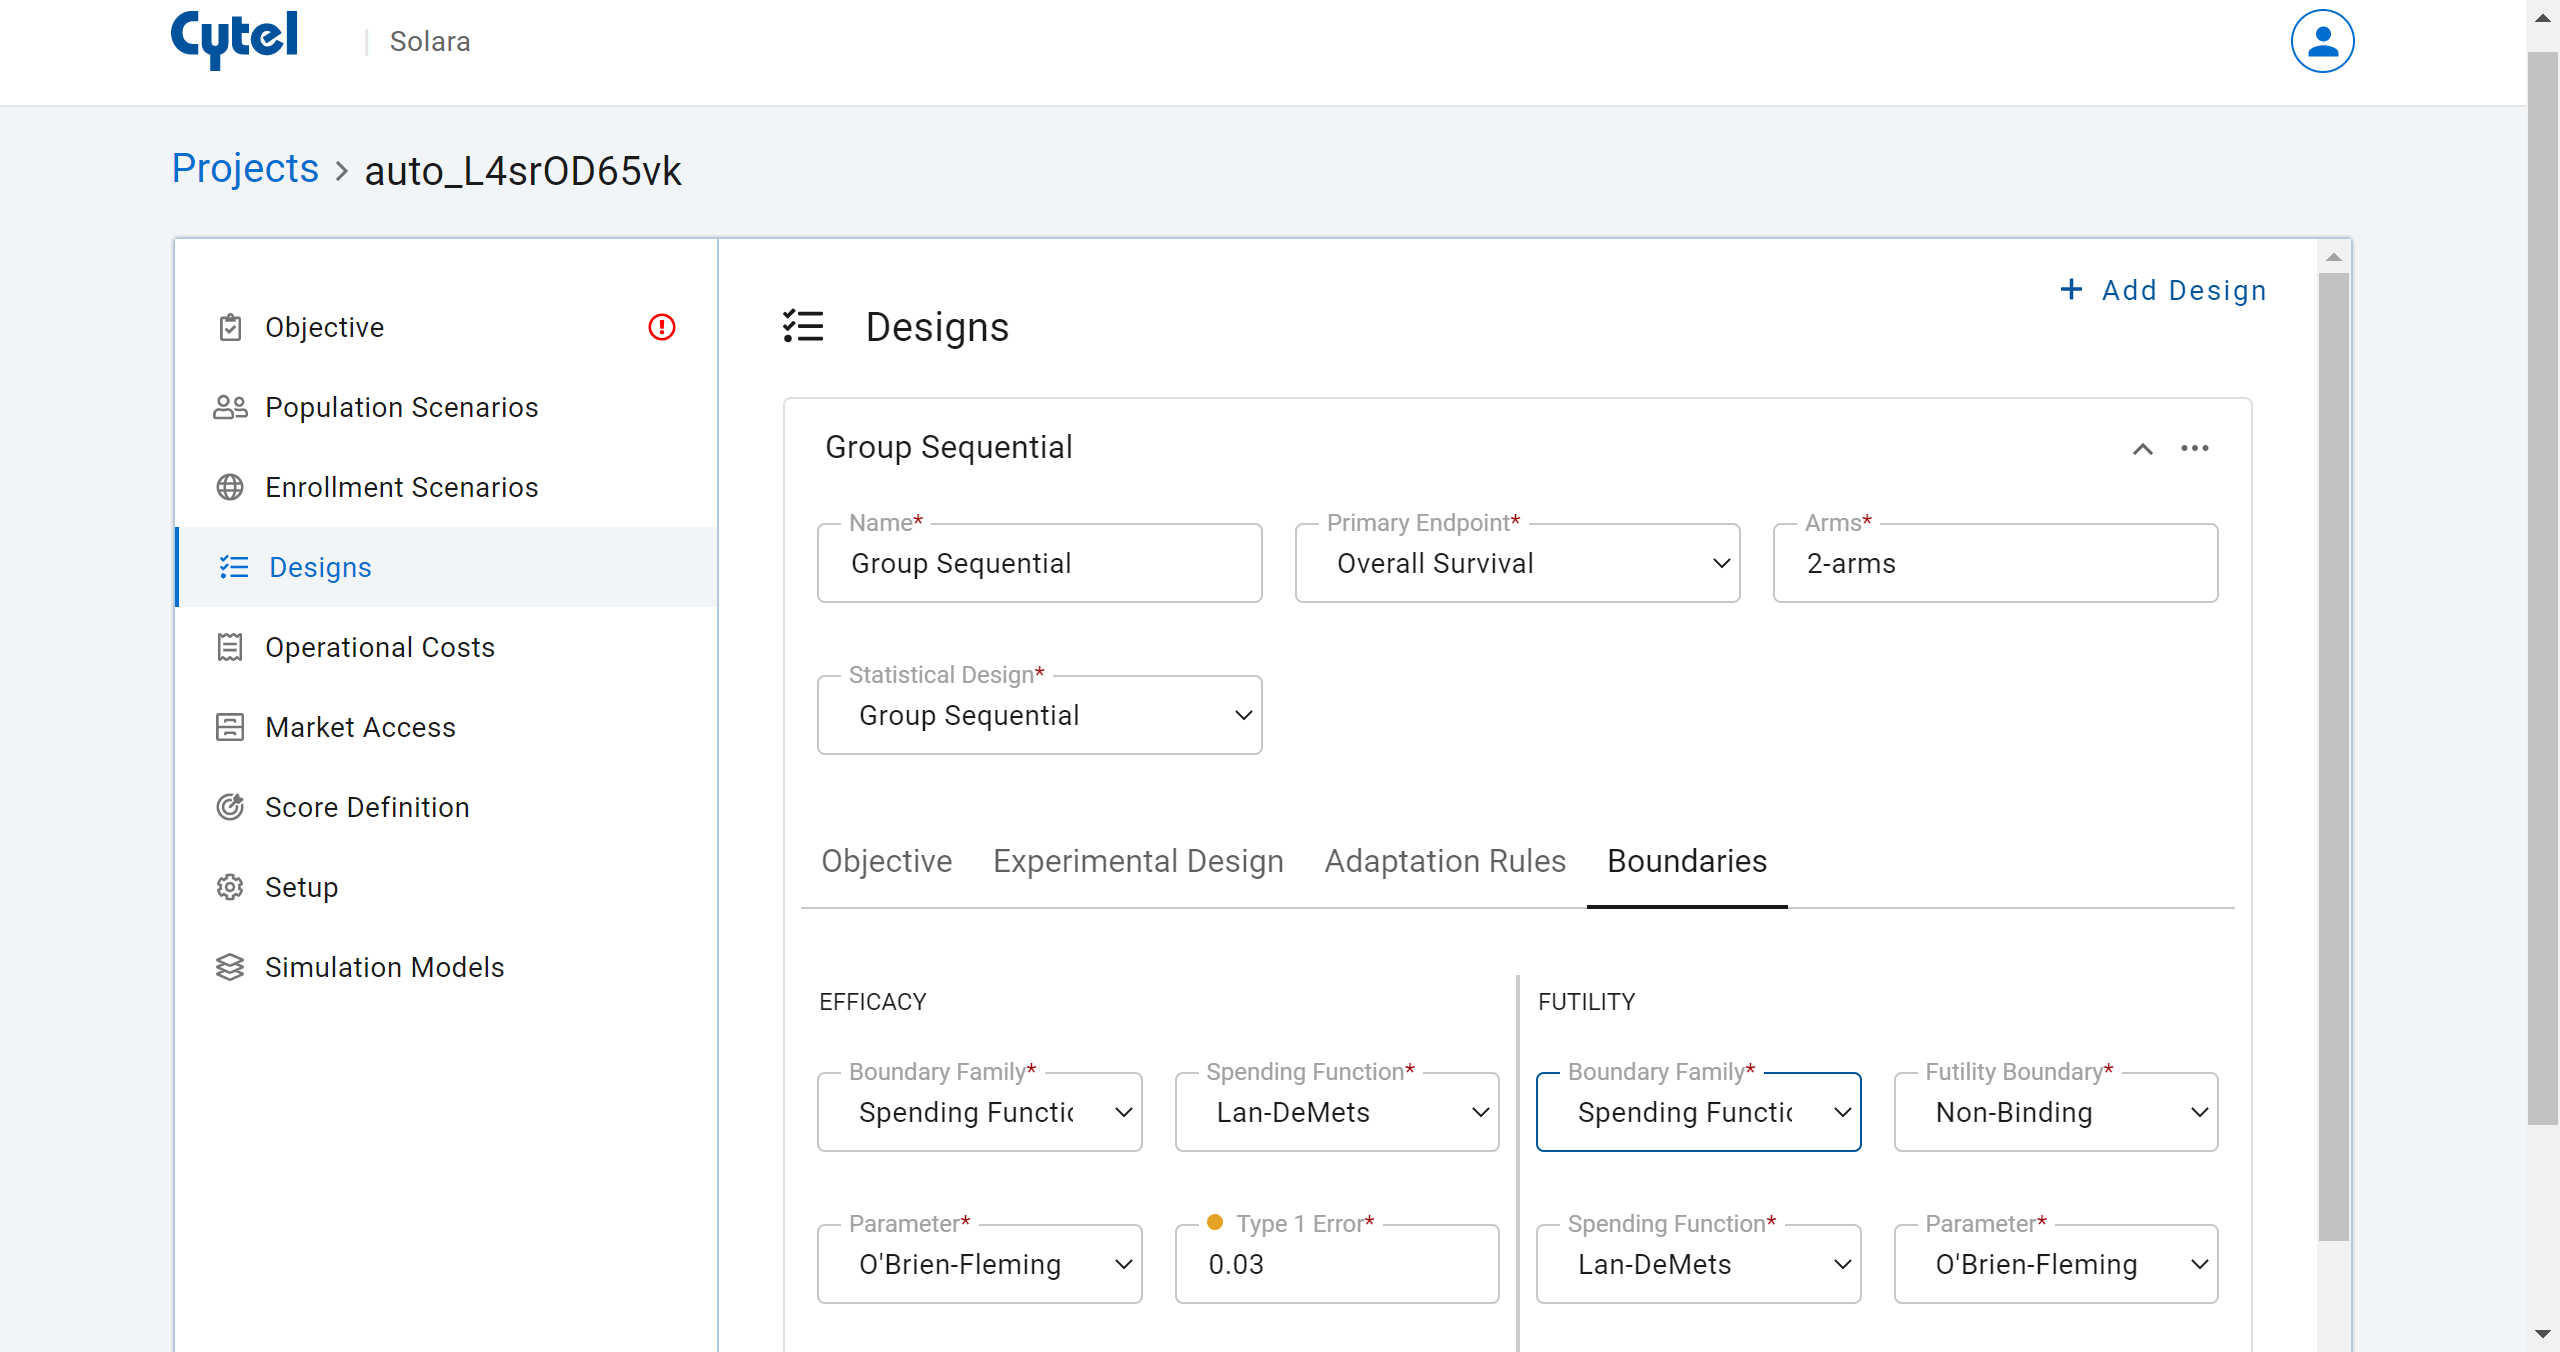 Cytel
Solara
Projects > auto_L4srOD65vk
Objective
Population Scenarios
Enrollment Scenarios
Designs
Operational Costs
Market Access
Score Definition
Setup
Simulation Models
+ Add Design
Designs
Group Sequential
Name*
Group Sequential
Primary Endpoint*
Overall Survival
Arms*
2-arms
Statistical Design*
Group Sequential
Objective Experimental Design Adaptation Rules Boundaries
EFFICACY
Boundary Family*
Spending Functic
Spending Function*
Lan-DeMets
Parameter*
O'Brien-Fleming
Type 1 Error*
0.03
FUTILITY
Boundary Family*
Spending Functic
Futility Boundary*
Non-Binding
Spending Function*
Lan-DeMets
Parameter*
O'Brien-Fleming